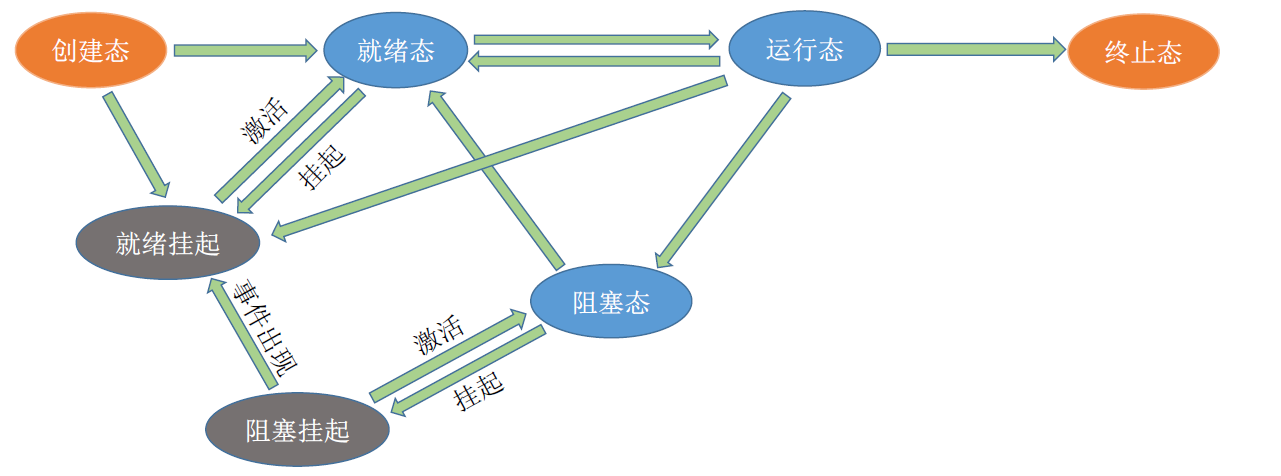 创建态
就绪态
运行态
终止态
激活
挂起
就绪挂起
事件出现
阻塞态
激活
挂起
阻塞挂起